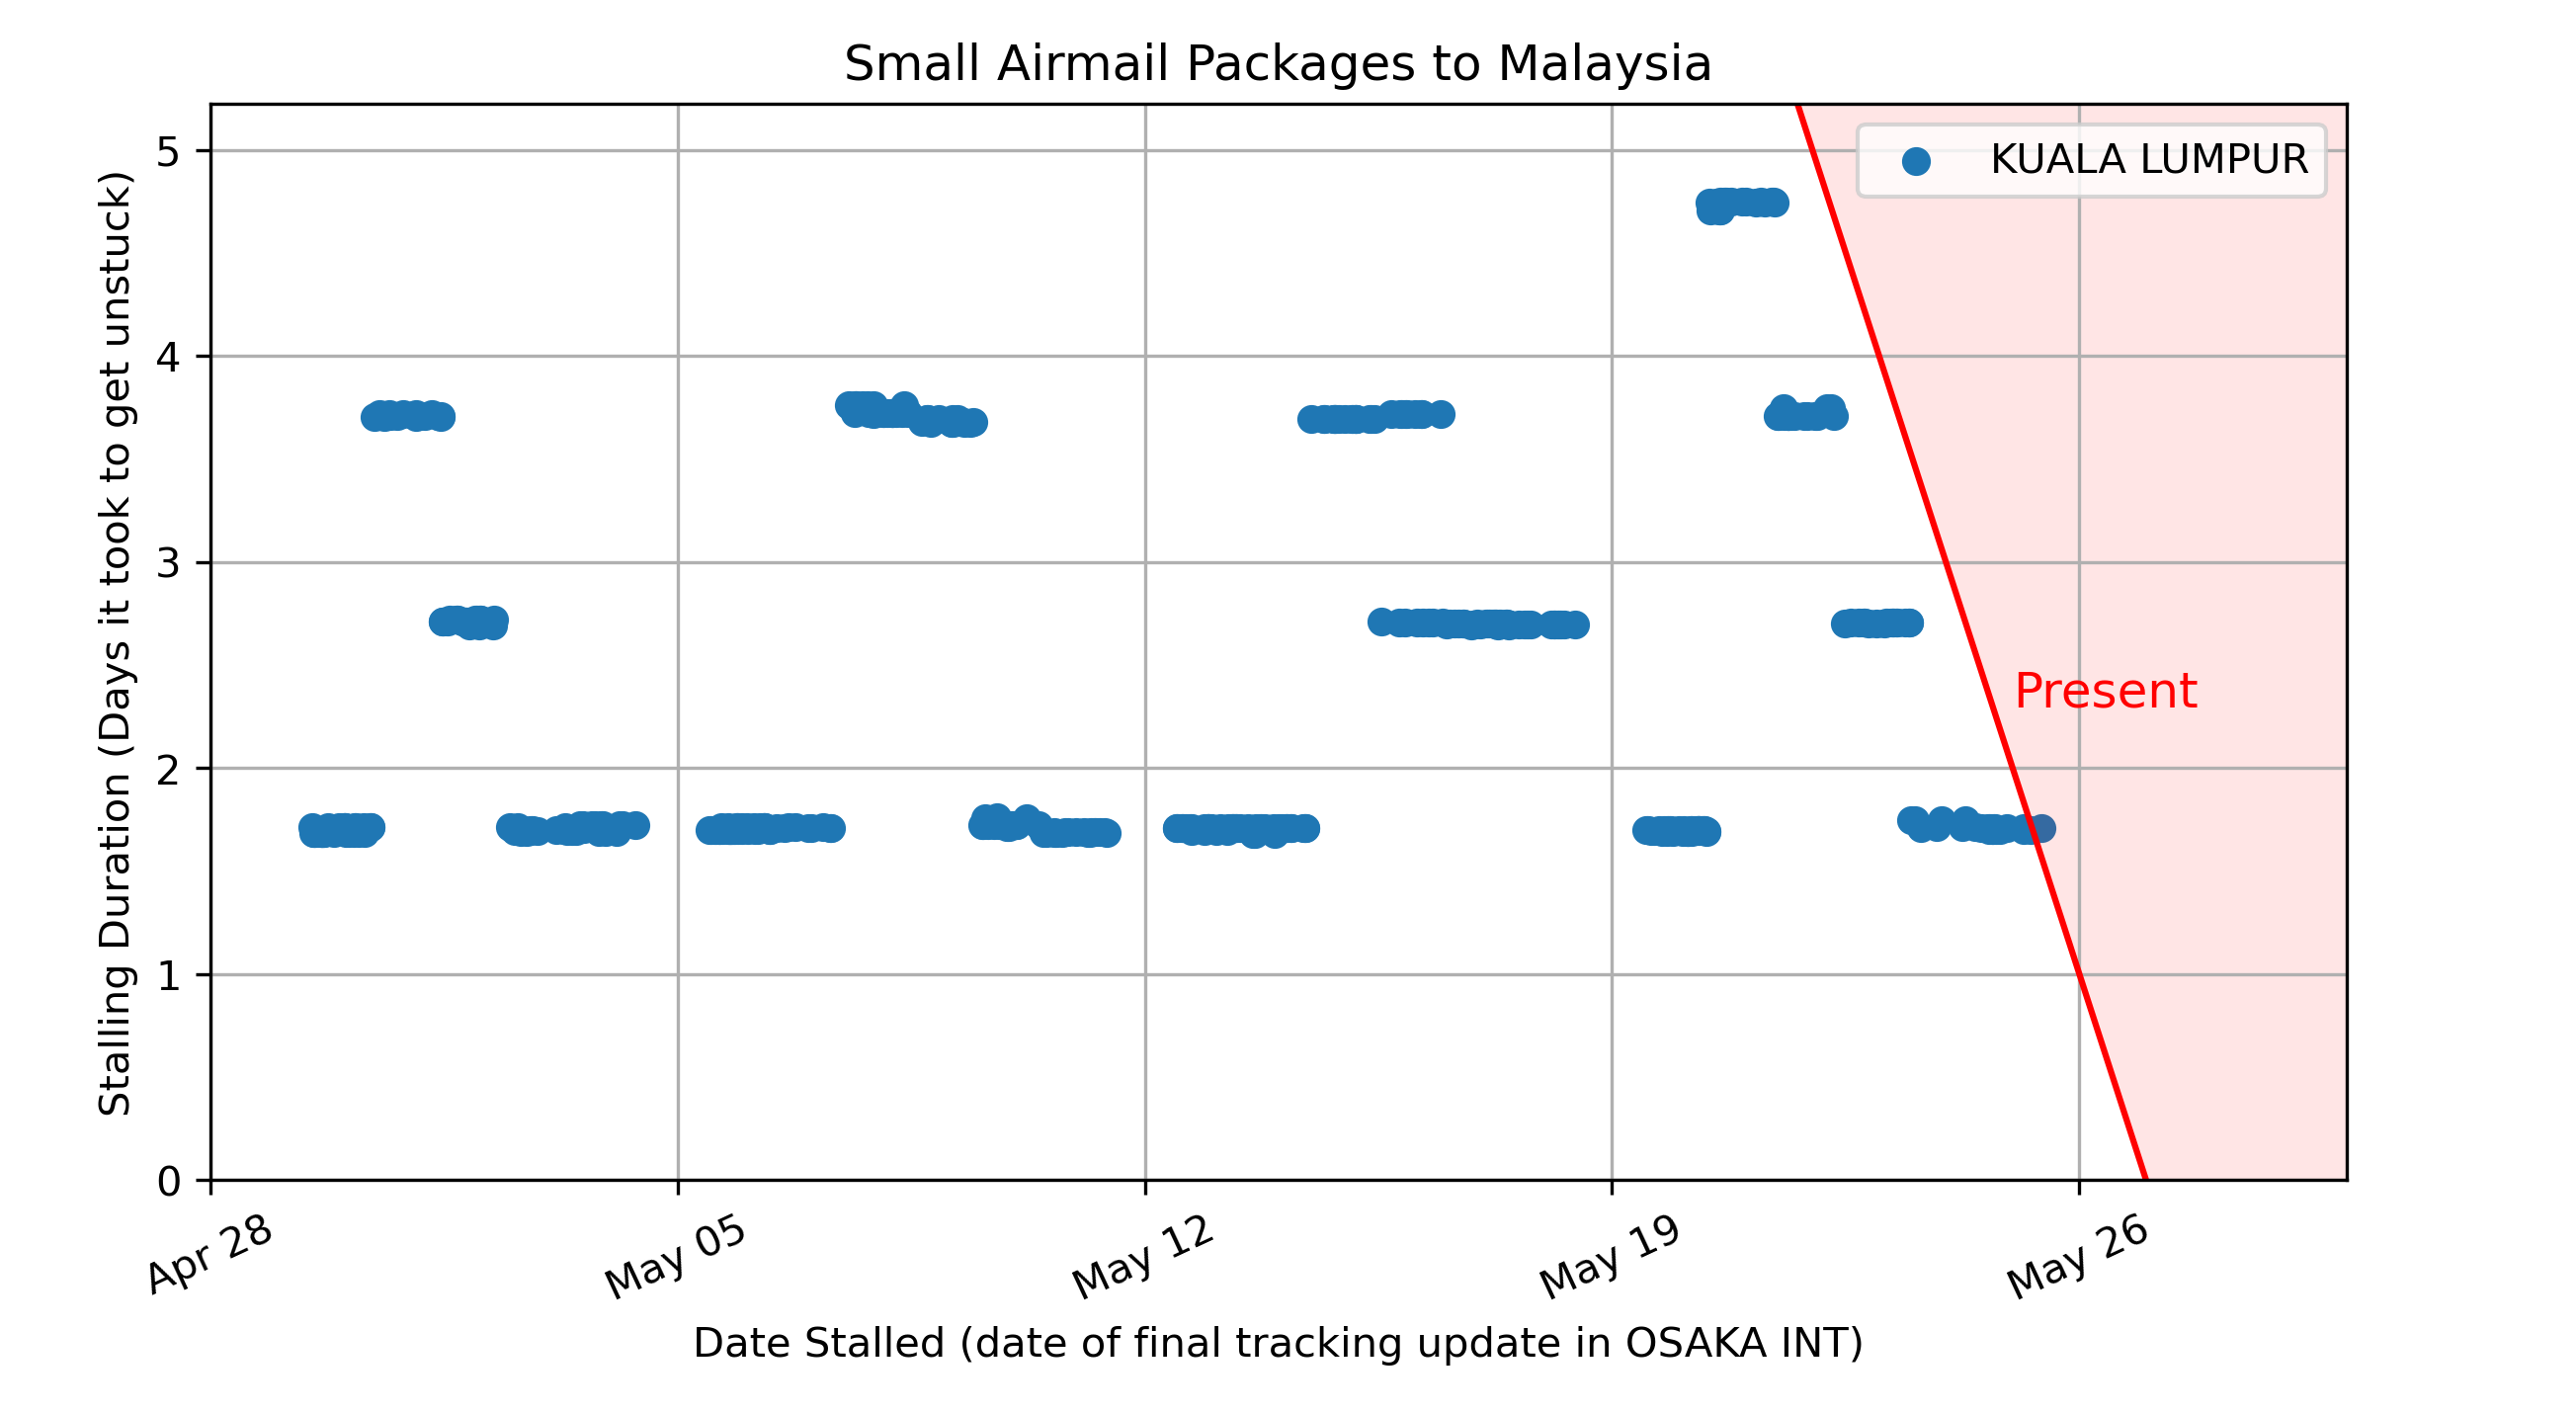 Small Airmail Packages to Malaysia
Stalling Duration (Days it took to get unstuck)
5
4
3
2
1
0
KUALA LUMPUR
Present
Apr 28
May 05
May 12
May 19
May 26
Date Stalled (date of final tracking update in OSAKA INT)